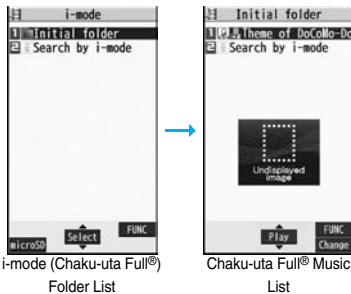 i-mode
1 Initial folder
2 Search by i-mode
microSD
Select
FUNC
i-mode (Chaku-uta Full®)
Folder List
Initial folder
1 Theme of DoCoMo-Do
2 Search by i-mode
Undisplayed
image
Play
FUNC
Change
Chaku-uta Full® Music
List